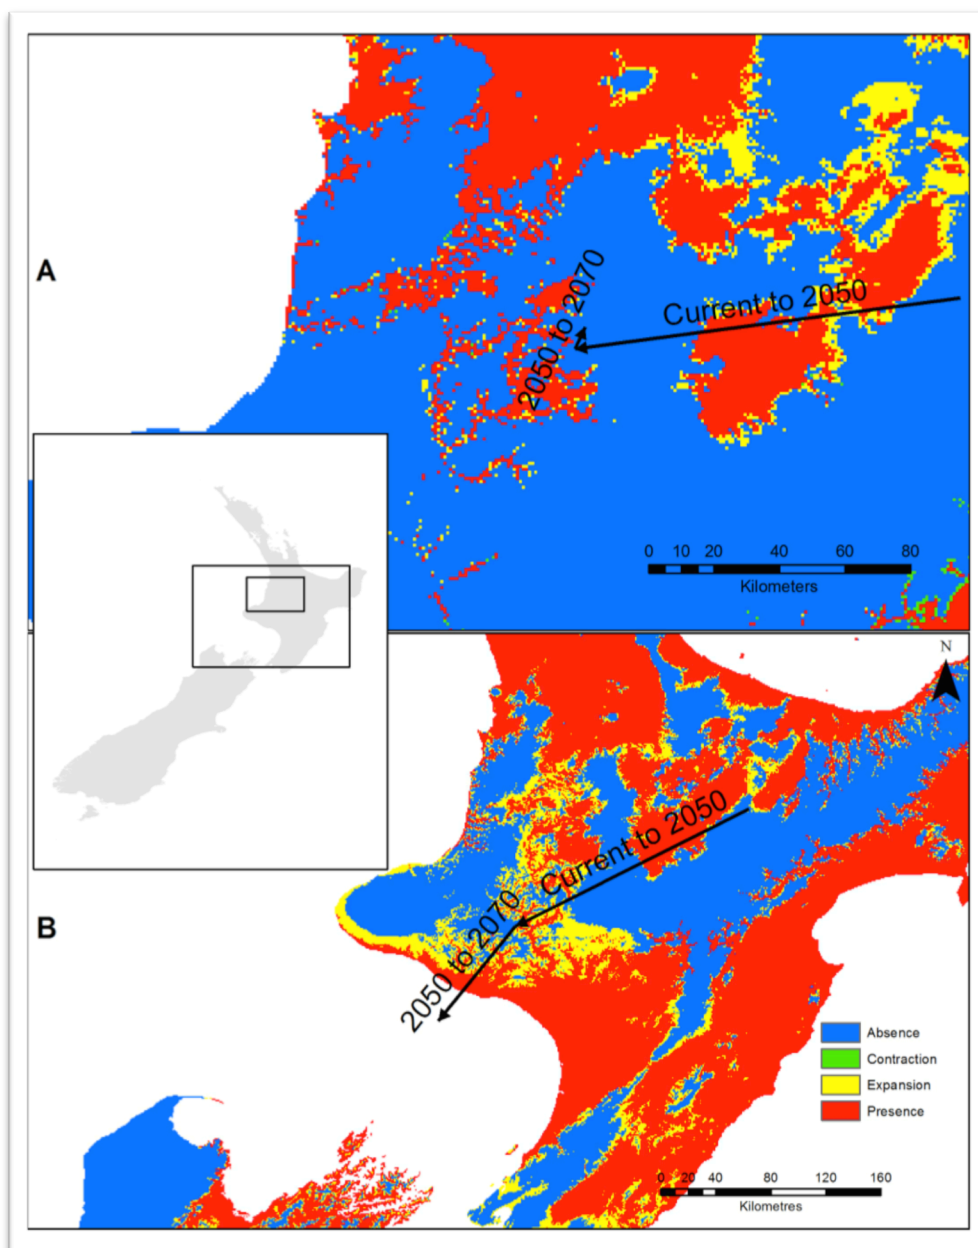 A
2050 to 2070
Current to 2050
0 10 20 40 60 80
Kilometers
N
Current to 2050
2050 to 2070
B
Absence
Contraction
Expansion
Presence
0 20 40 80 120 160
Kilometres